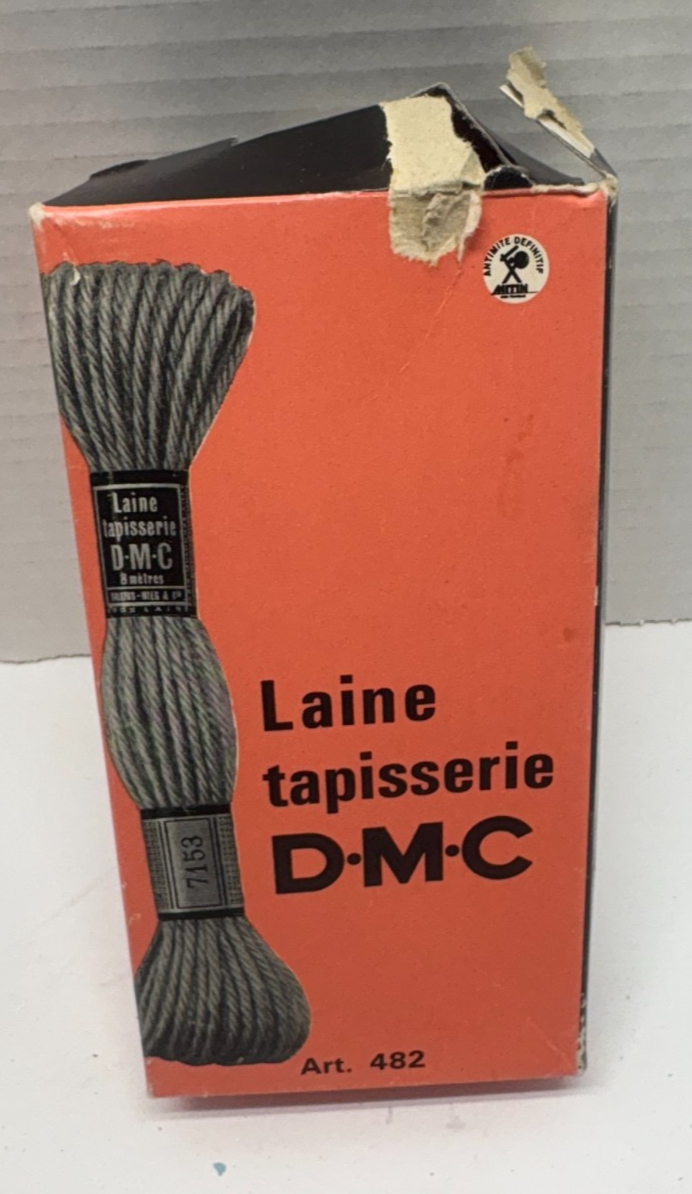 ANTIMITE DEFINITIF
MITIN
Laine
tapisserie
D·M·C
8 mètres
Laine
tapisserie
D·M·C
7153
Art. 482